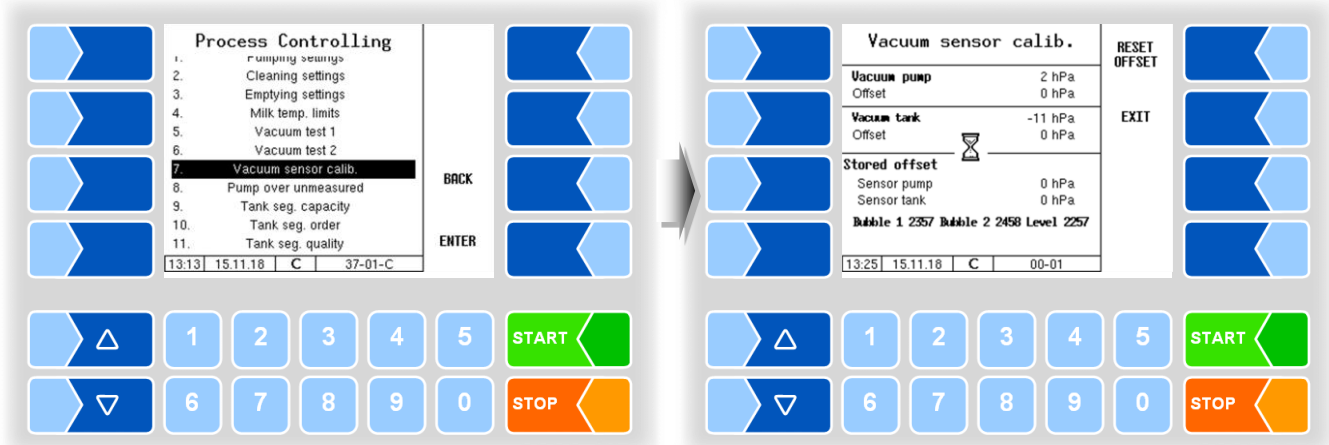 Process Controlling
1. Pumping settings
2. Cleaning settings
3. Emptying settings
4. Milk temp. limits
5. Vacuum test 1
6. Vacuum test 2
7. Vacuum sensor calib.
8. Pump over unmeasured
9. Tank seg. capacity
10. Tank seg. order
11. Tank seg. quality
BACK
ENTER
13:13 15.11.18 C 37-01-C
1 2 3 4 5 START
6 7 8 9 0 STOP
Vacuum sensor calib.
RESET
OFFSET
Vacuum pump 2 hPa
Offset 0 hPa
Vacuum tank -11 hPa
Offset 0 hPa
EXIT
Stored offset
Sensor pump 0 hPa
Sensor tank 0 hPa
Bubble 1 2357 Bubble 2 2458 Level 2257
13:25 15.11.18 C 00-01
1 2 3 4 5 START
6 7 8 9 0 STOP